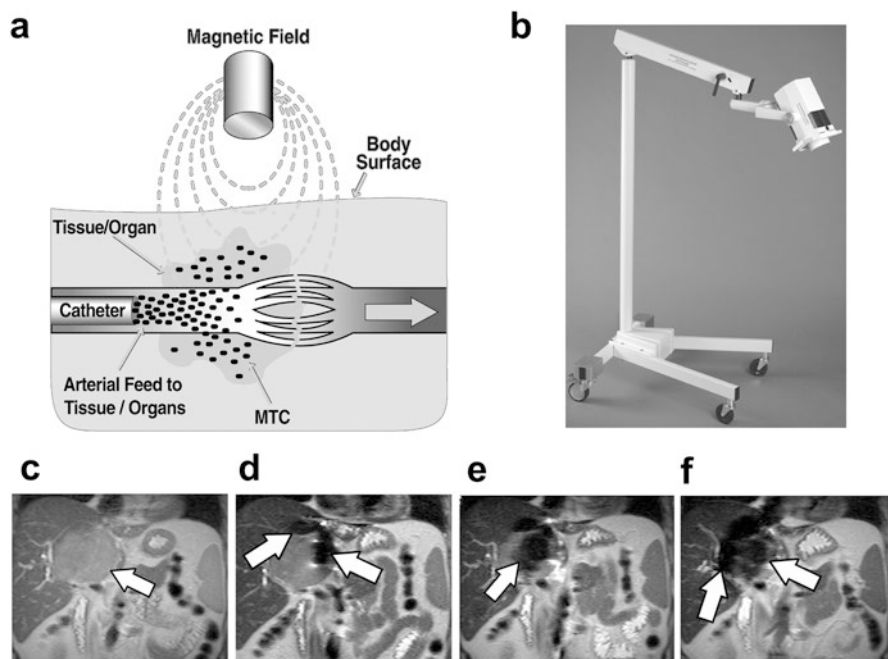 a
b
Magnetic Field
Body
Surface
Tissue/Organ
Catheter
Arterial Feed to
Tissue / Organs
MTC
c
d
e
f